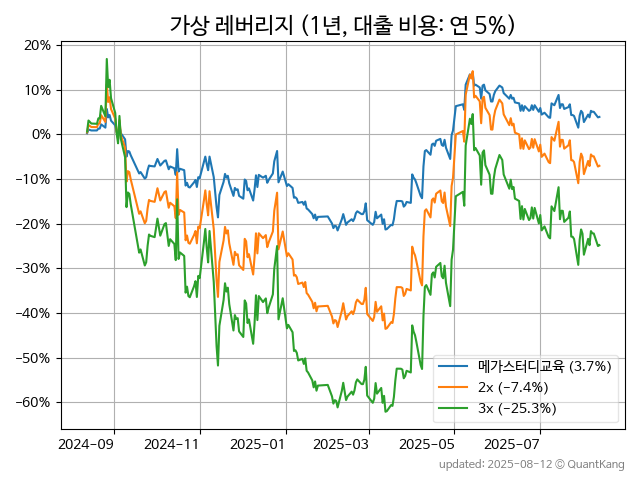 가상 레버리지 (1년, 대출 비용: 연 5%)
20%
10%
0%
−10%
−20%
−30%
−40%
−50%
−60%
메가스터디교육 (3.7%)
2x (−7.4%)
3x (−25.3%)
2024-09 2024-11 2025-01 2025-03 2025-05 2025-07
updated: 2025-08-12 © QuantKang